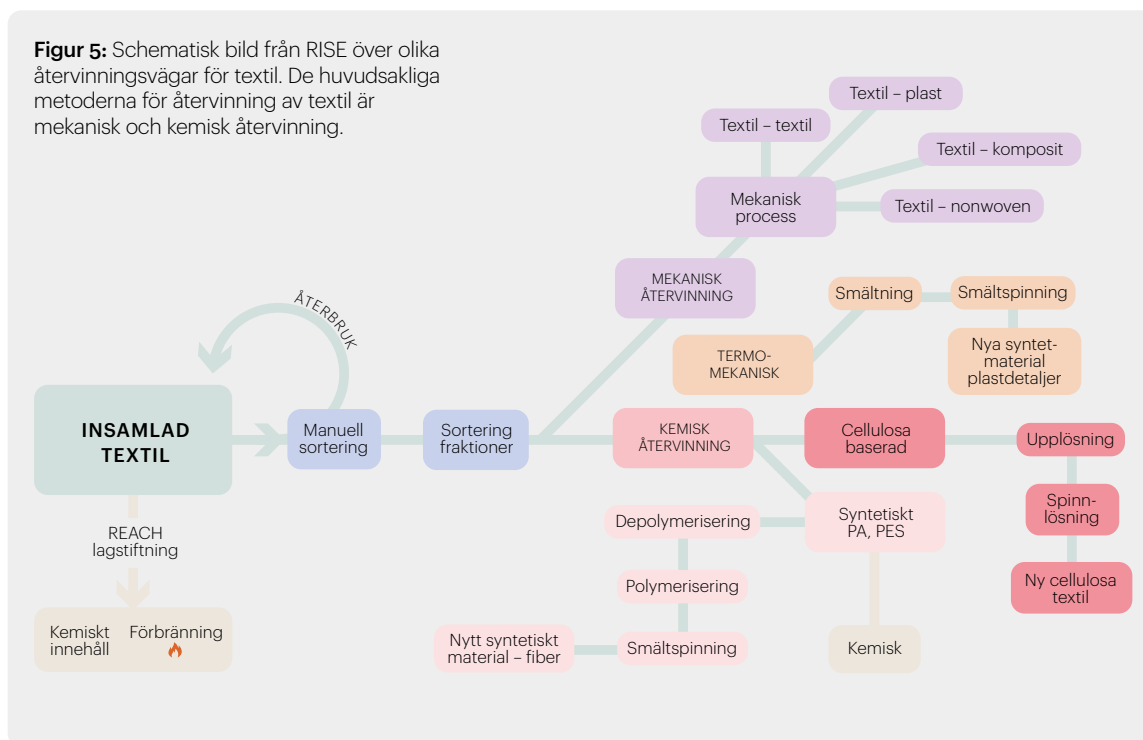 Figur 5: Schematisk bild från RISE över olika
återvinningsvägar för textil. De huvudsakliga
metoderna för återvinning av textil är
mekanisk och kemisk återvinning.
Textil – plast
Textil – textil
Textil – komposit
Mekanisk
process
Textil – nonwoven
MEKANISK
ÅTERVINNING
Smältning
Smältspinning
TERMO-
MEKANISK
Nya syntet-
material
plastdetaljer
ÅTERBRUK
INSAMLAD
TEXTIL
Manuell
sortering
Sortering
fraktioner
KEMISK
ÅTERVINNING
Cellulosa
baserad
Upplösning
Spinn-
lösning
Ny cellulosa
textil
Syntetiskt
PA, PES
Depolymerisering
Polymerisering
Smältspinning
Nytt syntetiskt
material – fiber
Kemisk
REACH
lagstiftning
Kemiskt
innehåll
Förbränning